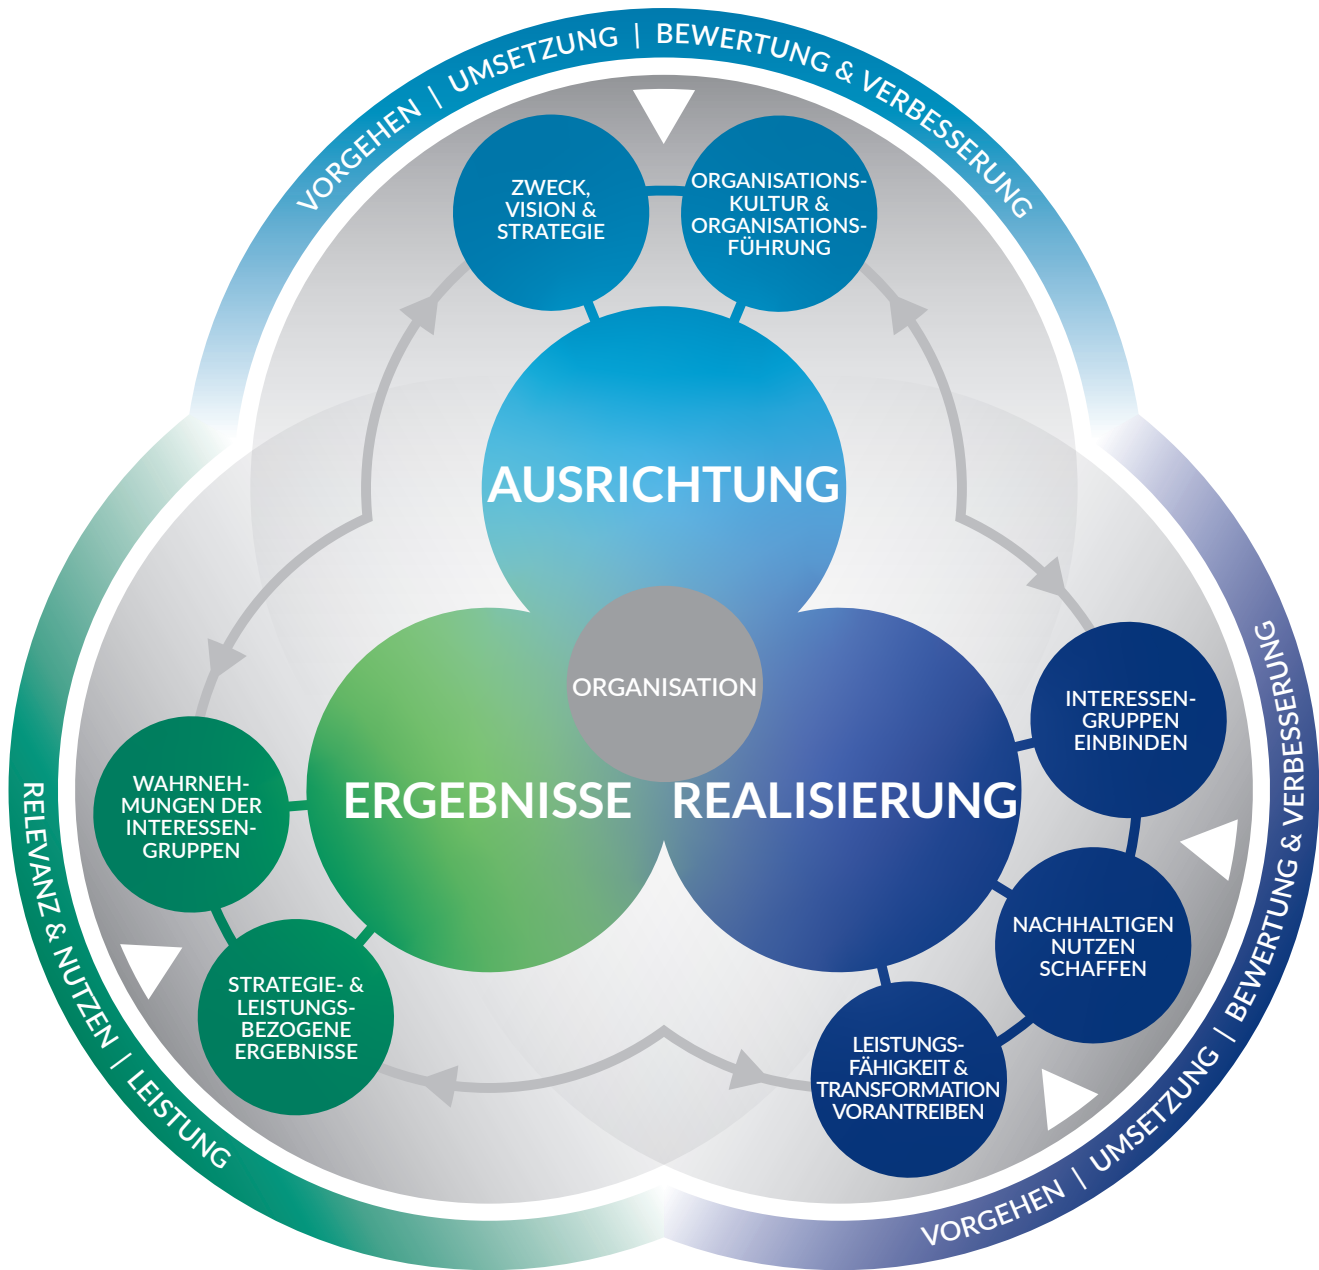 VORGEHEN | UMSETZUNG | BEWERTUNG & VERBESSERUNG
ZWECK,
VISION &
STRATEGIE
ORGANISATIONS-
KULTUR &
ORGANISATIONS-
FÜHRUNG
AUSRICHTUNG
ORGANISATION
ERGEBNISSE
REALISIERUNG
INTERESSEN-
GRUPPEN
EINBINDEN
NACHHALTIGEN
NUTZEN
SCHAFFEN
LEISTUNGS-
FÄHIGKEIT &
TRANSFORMATION
VORANTREIBEN
WAHRNEH-
MUNGEN DER
INTERESSEN-
GRUPPEN
STRATEGIE- &
LEISTUNGS-
BEZOGENE
ERGEBNISSE
RELEVANZ & NUTZEN | LEISTUNG
VORGEHEN | UMSETZUNG | BEWERTUNG & VERBESSERUNG